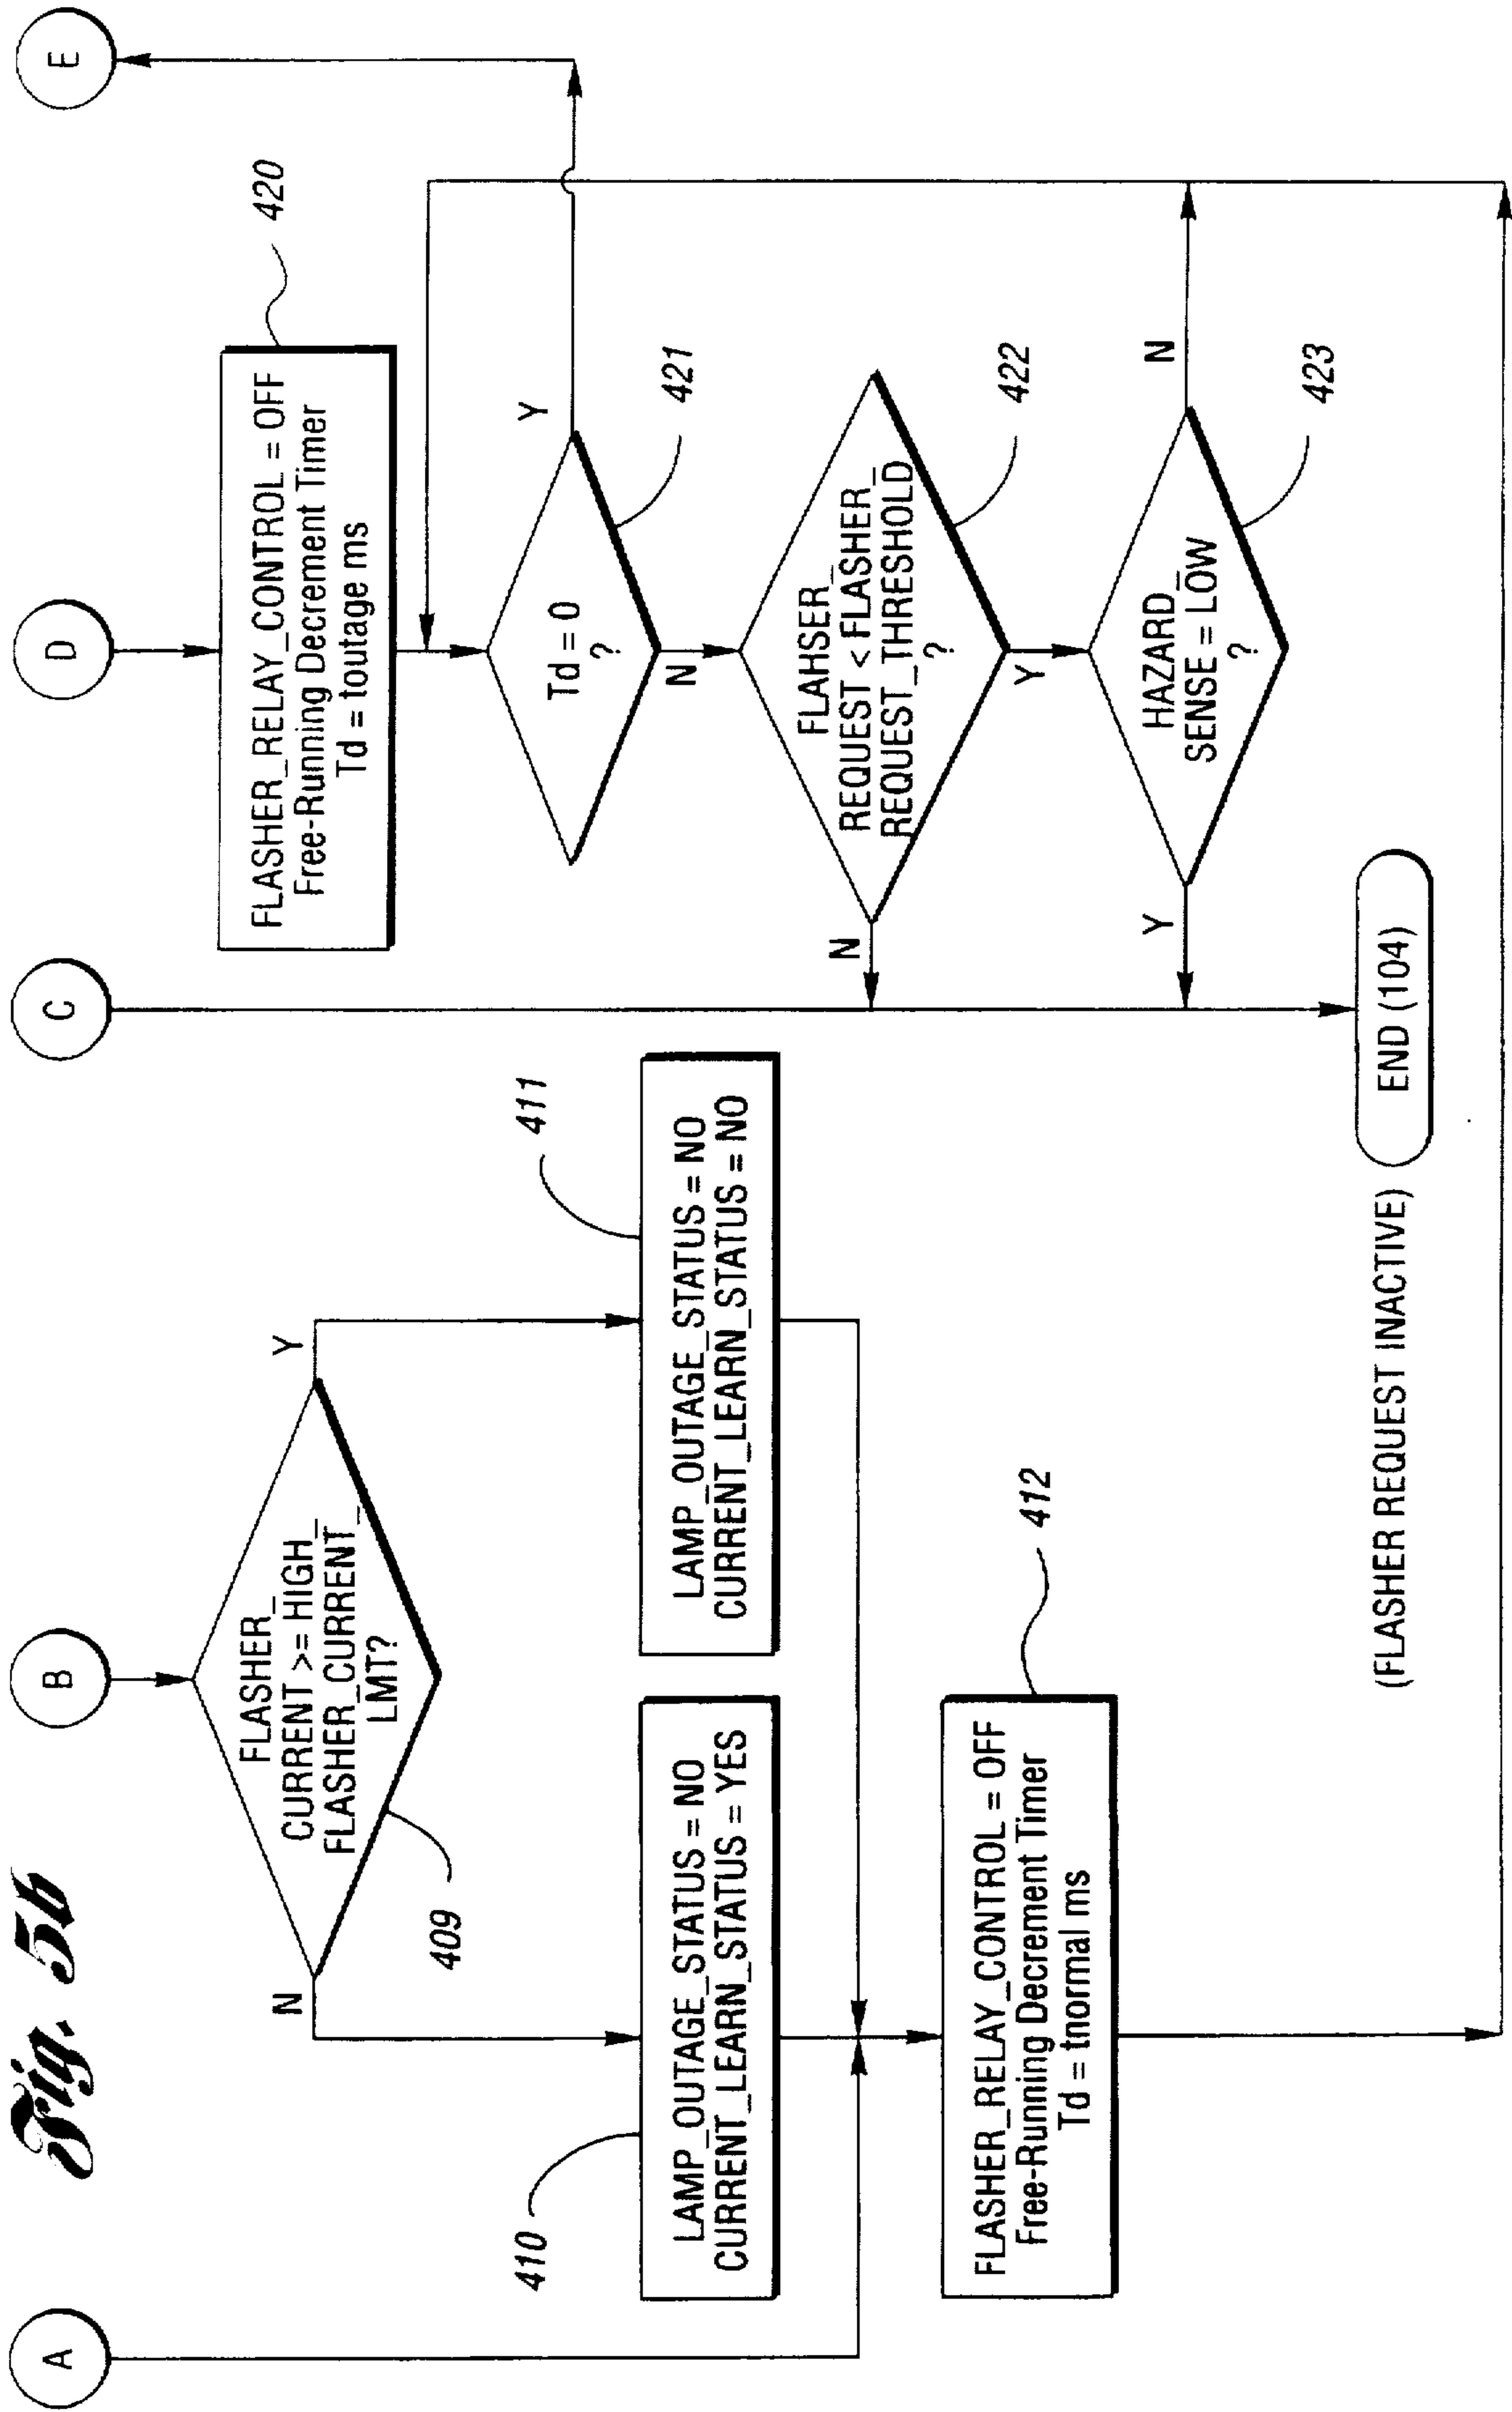 Fig. 5b
A
B
C
D
E
FLASHER_
CURRENT >= HIGH_
FLASHER_CURRENT_
LMT?
N
Y
409
410
LAMP_OUTAGE_STATUS = NO
CURRENT_LEARN_STATUS = YES
411
LAMP_OUTAGE_STATUS = NO
CURRENT_LEARN_STATUS = NO
412
FLASHER_RELAY_CONTROL = OFF
Free-Running Decrement Timer
Td = tnormal ms
420
FLASHER_RELAY_CONTROL = OFF
Free-Running Decrement Timer
Td = toutage ms
Td = 0
?
Y
N
421
FLAHSER_
REQUEST < FLASHER_
REQUEST_THRESHOLD
?
N
Y
422
HAZARD_
SENSE = LOW
?
Y
N
423
(FLASHER REQUEST INACTIVE)
END (104)